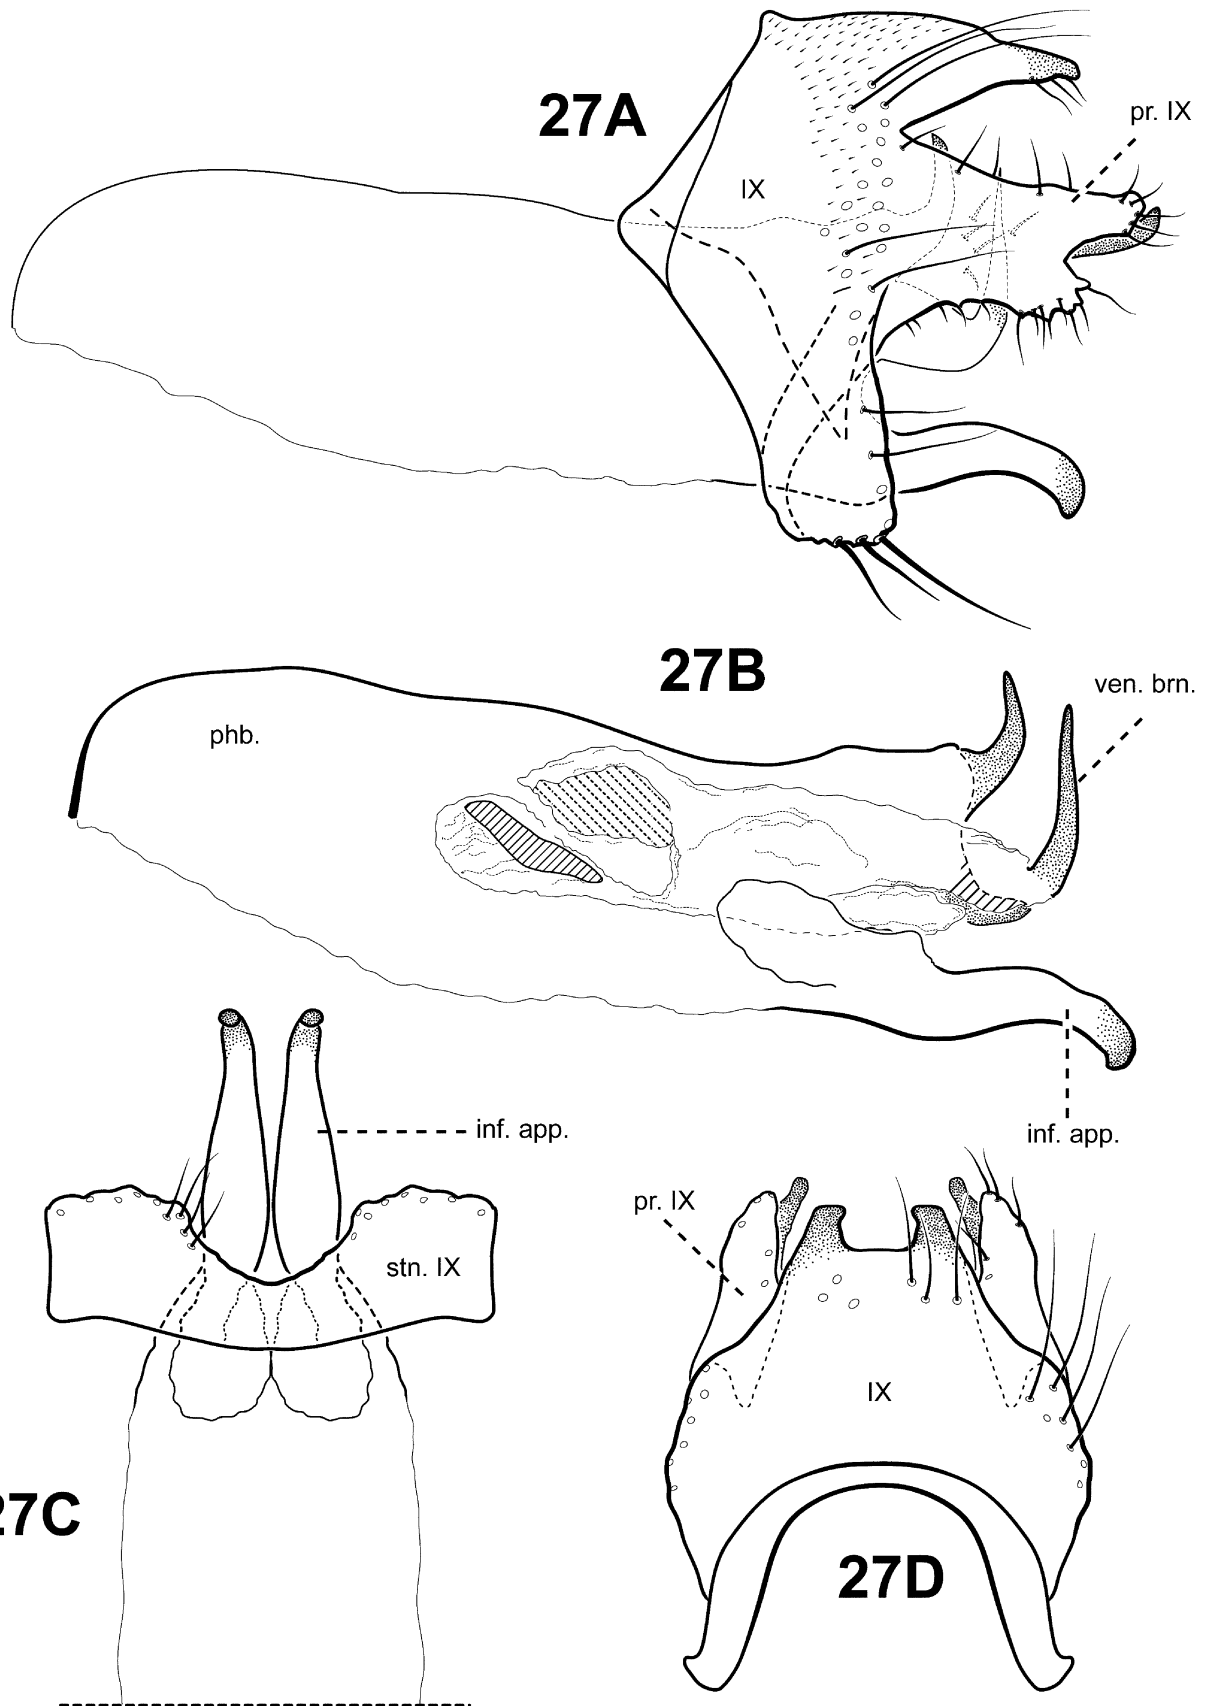 27A
pr. IX
IX
27B
ven. brn.
phb.
inf. app.
inf. app.
pr. IX
stn. IX
IX
27C
27D